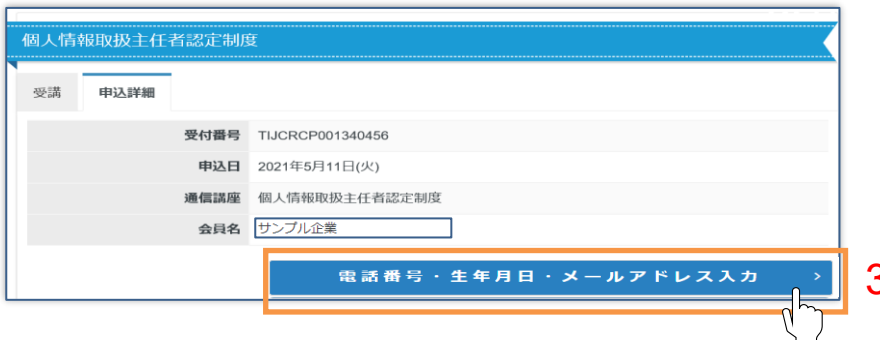 個人情報取扱主任者認定制度
受講 申込詳細
受付番号 TIJCRCP001340456
申込日 2021年5月11日(火)
通信講座 個人情報取扱主任者認定制度
会員名 サンプル企業
電話番号・生年月日・メールアドレス入力 >
3